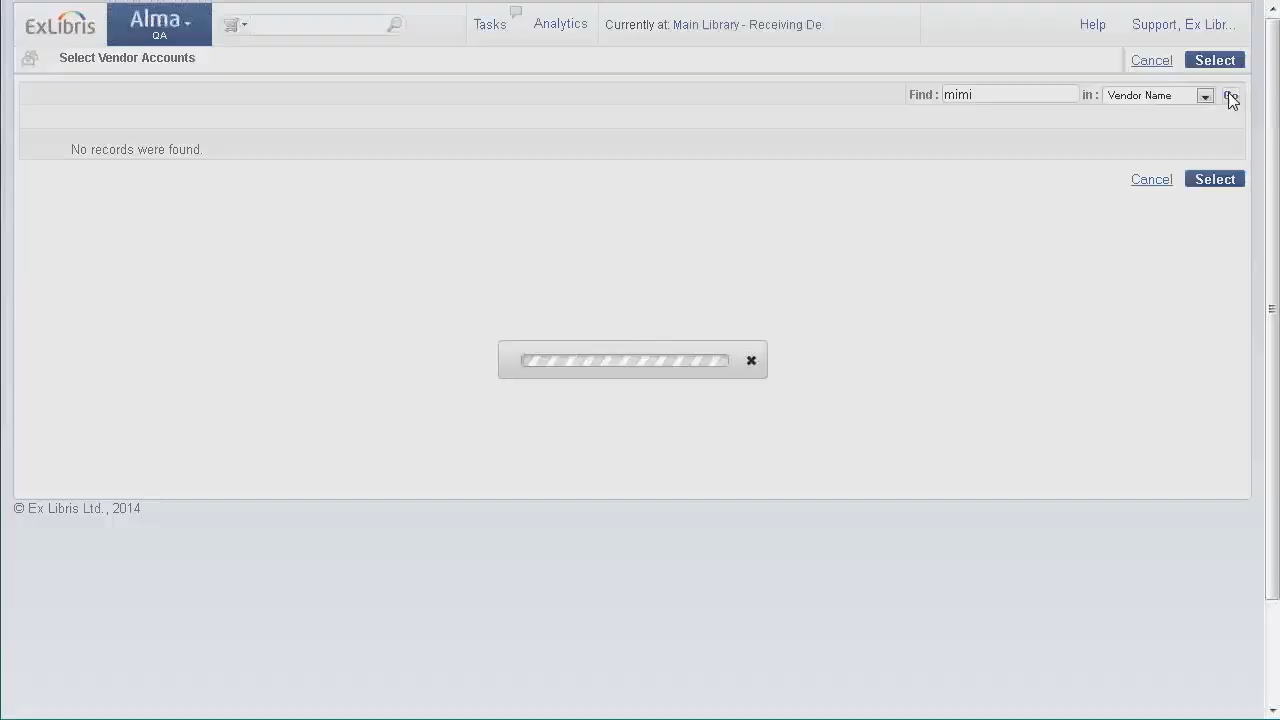 ExLibris
Alma
QA
Tasks
Analytics
Currently at: Main Library - Receiving De
Help
Support, Ex Libr...
Select Vendor Accounts
Cancel
Select
Find :
mimi
in :
Vendor Name
No records were found.
Cancel
Select
© Ex Libris Ltd., 2014